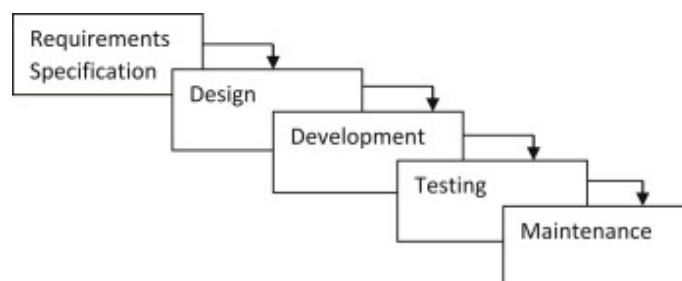 Requirements
Specification
Design
Development
Testing
Maintenance